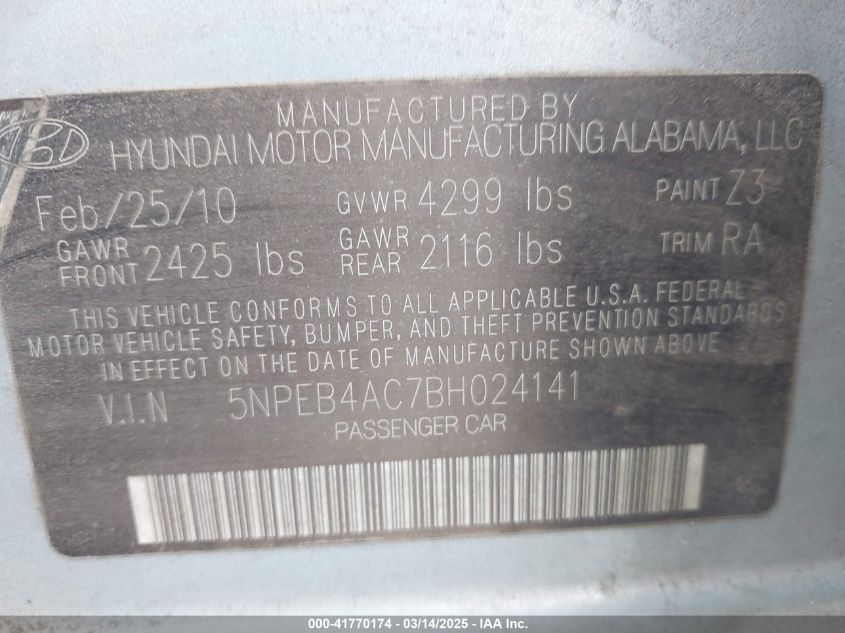 MANUFACTURED BY
HYUNDAI MOTOR MANUFACTURING ALABAMA, LLC
Feb/25/10 GVWR 4299 lbs PAINT Z3
GAWR FRONT 2425 lbs GAWR REAR 2116 lbs TRIM RA
THIS VEHICLE CONFORMS TO ALL APPLICABLE U.S.A. FEDERAL
MOTOR VEHICLE SAFETY, BUMPER, AND THEFT PREVENTION STANDARDS
IN EFFECT ON THE DATE OF MANUFACTURE SHOWN ABOVE
V.I.N 5NPEB4AC7BH024141
PASSENGER CAR
000-41770174 - 03/14/2025 - IAA Inc.